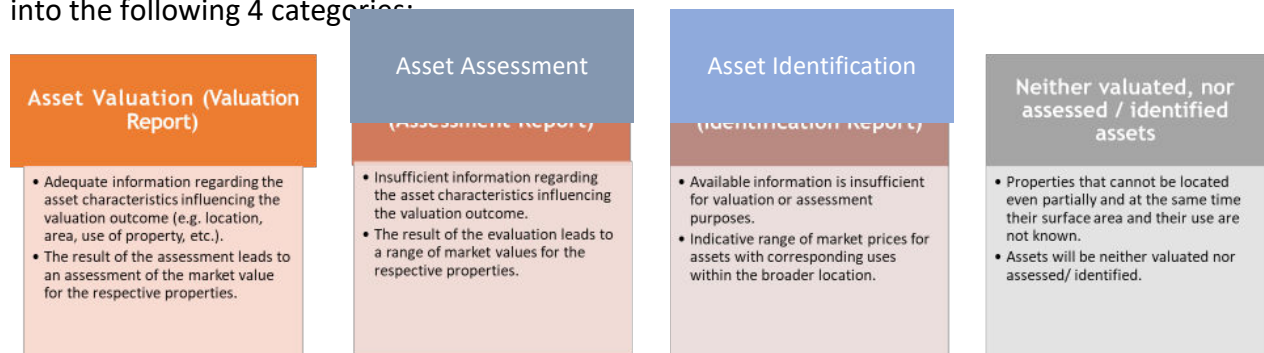 into the following 4 categories:
Asset Valuation (Valuation
Report)
Adequate information regarding the
asset characteristics influencing the
valuation outcome (e.g. location,
area, use of property, etc.).
The result of the assessment leads to
an assessment of the market value
for the respective properties.
Asset Assessment
(Assessment Report)
Insufficient information regarding
the asset characteristics influencing
the valuation outcome.
The result of the evaluation leads to
a range of market values for the
respective properties.
Asset Identification
(Identification Report)
Available information is insufficient
for valuation or assessment
purposes.
Indicative range of market prices for
assets with corresponding uses
within the broader location.
Neither valuated, nor
assessed / identified
assets
Properties that cannot be located
even partially and at the same time
their surface area and their use are
not known.
Assets will be neither valuated nor
assessed/ identified.